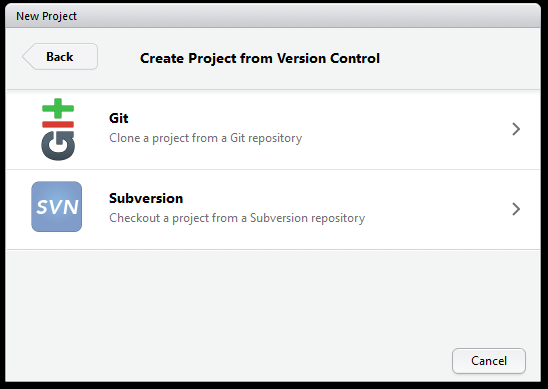 New Project
Back
Create Project from Version Control
git
Git
Clone a project from a Git repository
SVN
Subversion
Checkout a project from a Subversion repository
Cancel